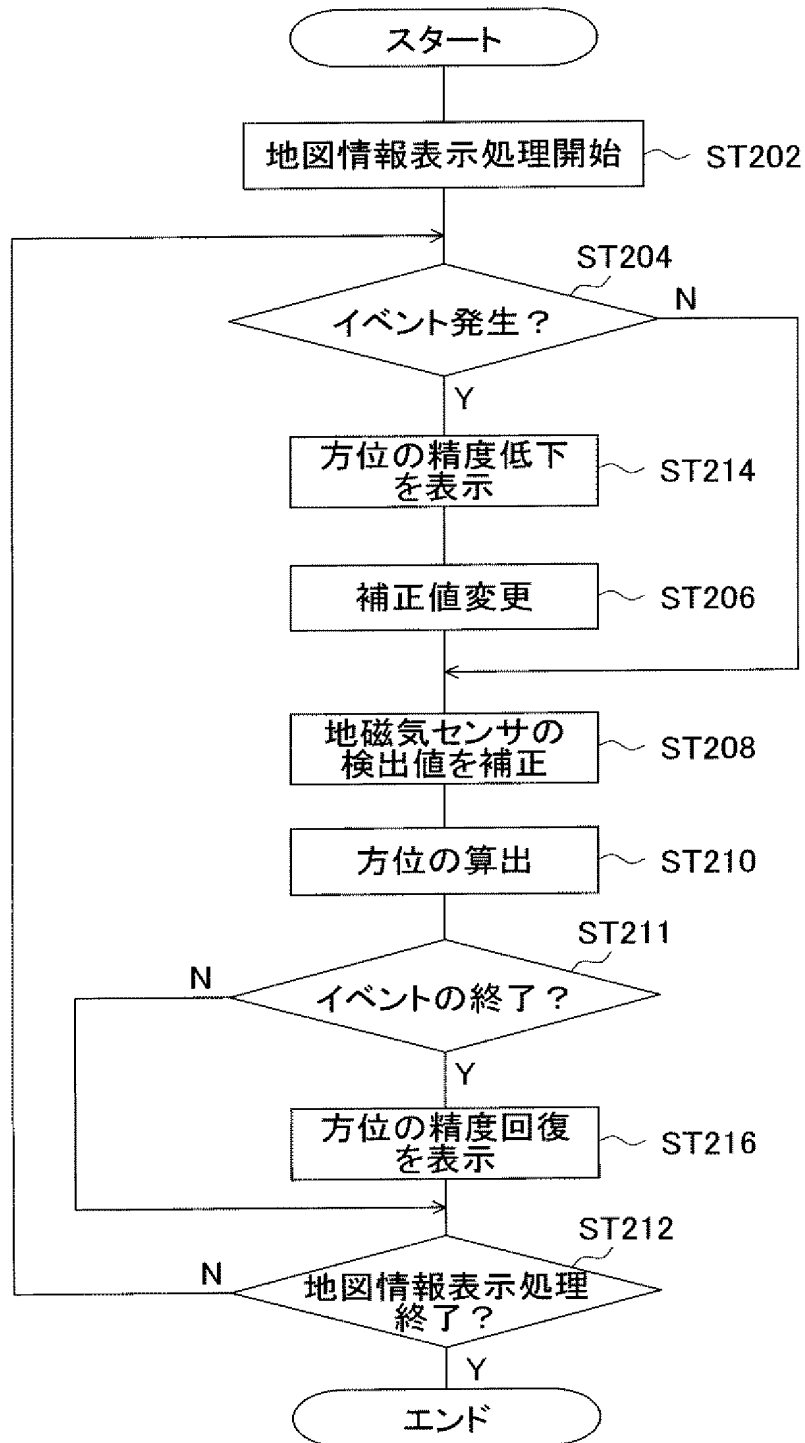 スタート
地図情報表示処理開始
ST202
ST204
イベント発生?
N
Y
方位の精度低下
を表示
ST214
補正値変更
ST206
地磁気センサの
検出値を補正
ST208
方位の算出
ST210
ST211
イベントの終了?
N
Y
方位の精度回復
を表示
ST216
ST212
地図情報表示処理
終了?
N
Y
エンド